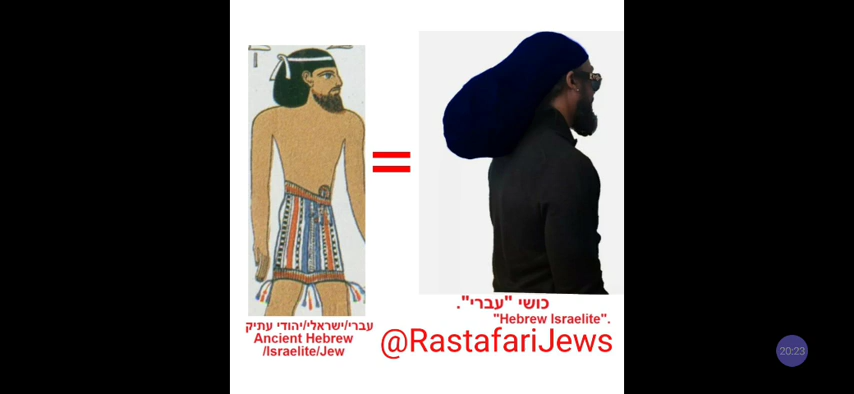 עברי/ישראלי/יהודי עתיק
Ancient Hebrew
/Israelite/Jew
=
כושי "עברי".
"Hebrew Israelite".
@RastafariJews
20:23